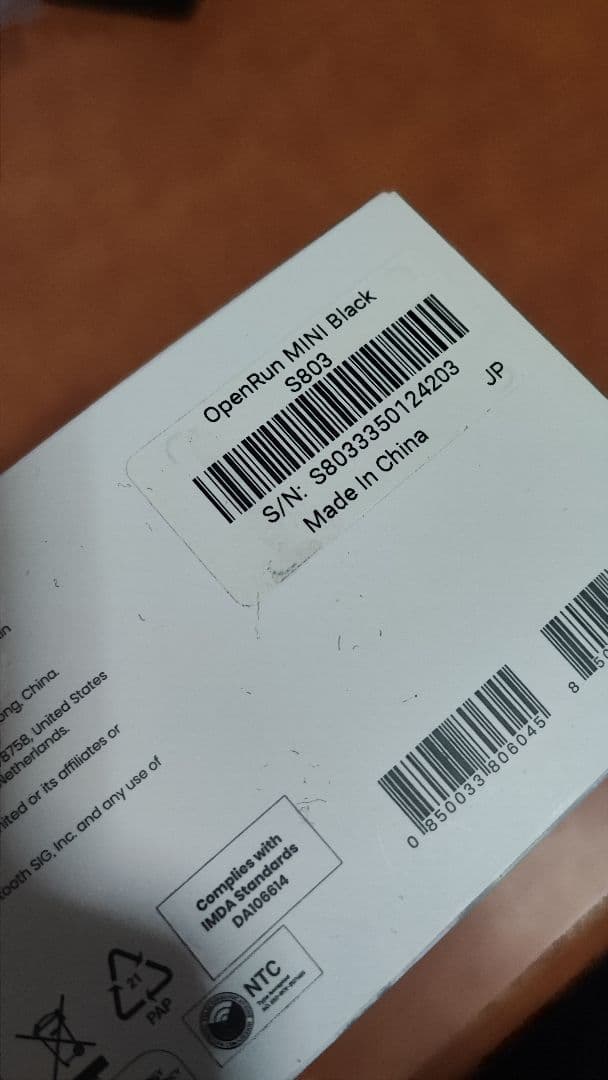 OpenRun MINI Black
S803
S/N: S8033350124203
Made In China
JP
ong, China.
8758, United States
Netherlands.
ited or its affiliates or
tooth SIG, Inc. and any use of
0 850033 806045
8
Complies with
IMDA Standards
DA106614
NTC
21
PAP